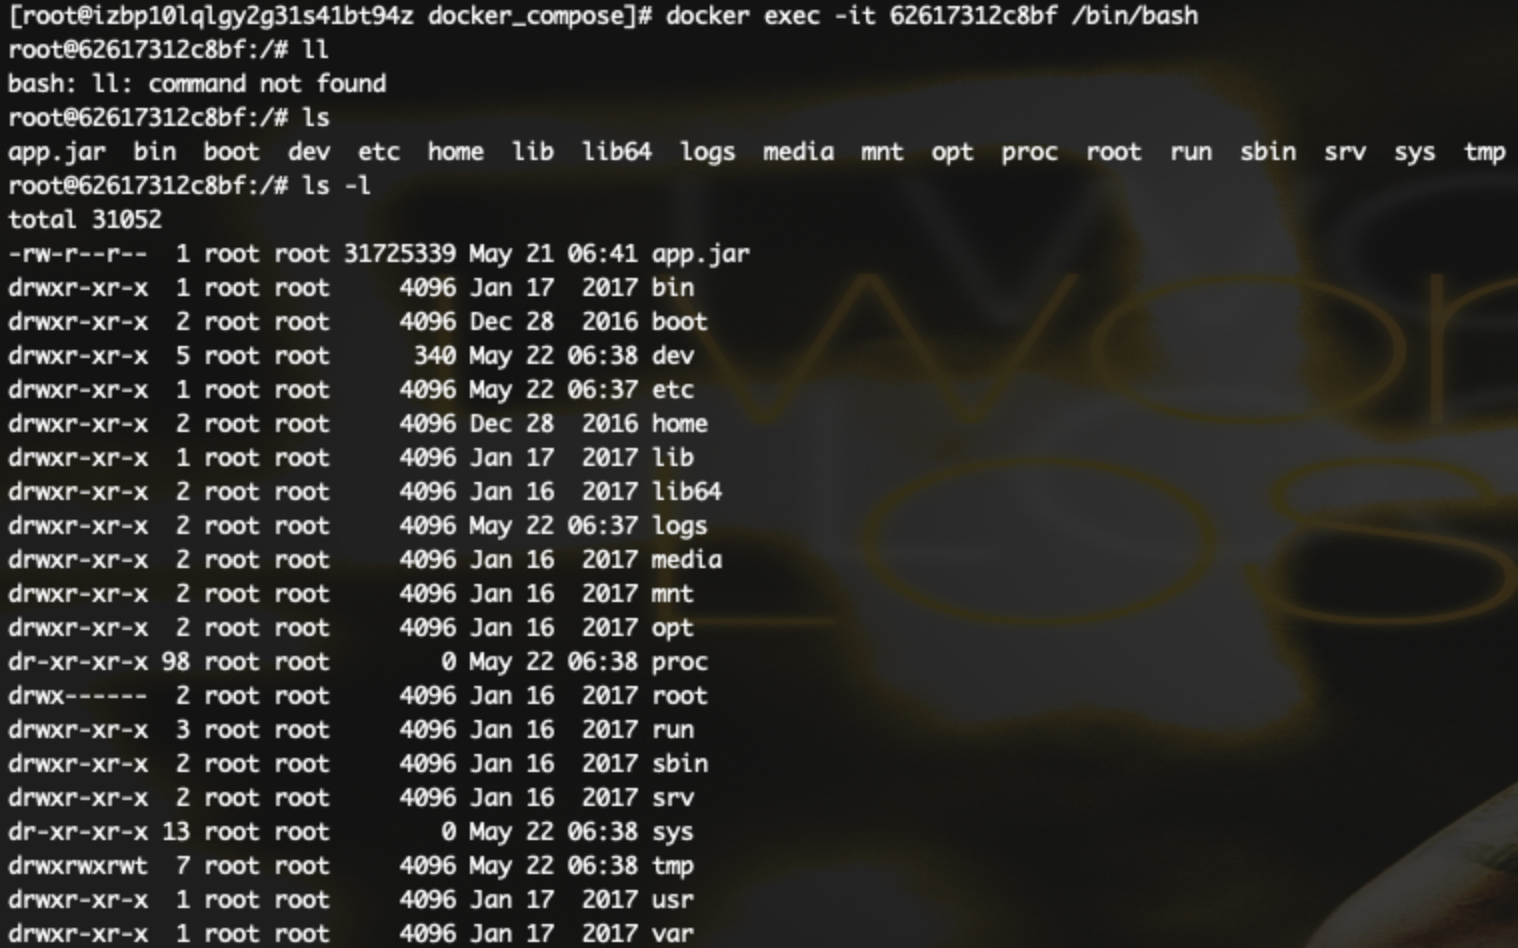 [root@izbp10lqlgy2g31s41bt94z docker_compose]# docker exec -it 62617312c8bf /bin/bash
root@62617312c8bf:/# ll
bash: ll: command not found
root@62617312c8bf:/# ls
app.jar  bin  boot  dev  etc  home  lib  lib64  logs  media  mnt  opt  proc  root  run  sbin  srv  sys  tmp
root@62617312c8bf:/# ls -l
total 31052
-rw-r--r--  1 root root 31725339 May 21 06:41 app.jar
drwxr-xr-x  1 root root     4096 Jan 17  2017 bin
drwxr-xr-x  2 root root     4096 Dec 28  2016 boot
drwxr-xr-x  5 root root      340 May 22 06:38 dev
drwxr-xr-x  1 root root     4096 May 22 06:37 etc
drwxr-xr-x  2 root root     4096 Dec 28  2016 home
drwxr-xr-x  1 root root     4096 Jan 17  2017 lib
drwxr-xr-x  2 root root     4096 Jan 16  2017 lib64
drwxr-xr-x  2 root root     4096 May 22 06:37 logs
drwxr-xr-x  2 root root     4096 Jan 16  2017 media
drwxr-xr-x  2 root root     4096 Jan 16  2017 mnt
drwxr-xr-x  2 root root     4096 Jan 16  2017 opt
dr-xr-xr-x 98 root root        0 May 22 06:38 proc
drwx------  2 root root     4096 Jan 16  2017 root
drwxr-xr-x  3 root root     4096 Jan 16  2017 run
drwxr-xr-x  2 root root     4096 Jan 16  2017 sbin
drwxr-xr-x  2 root root     4096 Jan 16  2017 srv
dr-xr-xr-x 13 root root        0 May 22 06:38 sys
drwxrwxrwt  7 root root     4096 May 22 06:38 tmp
drwxr-xr-x  1 root root     4096 Jan 17  2017 usr
drwxr-xr-x  1 root root     4096 Jan 17  2017 var